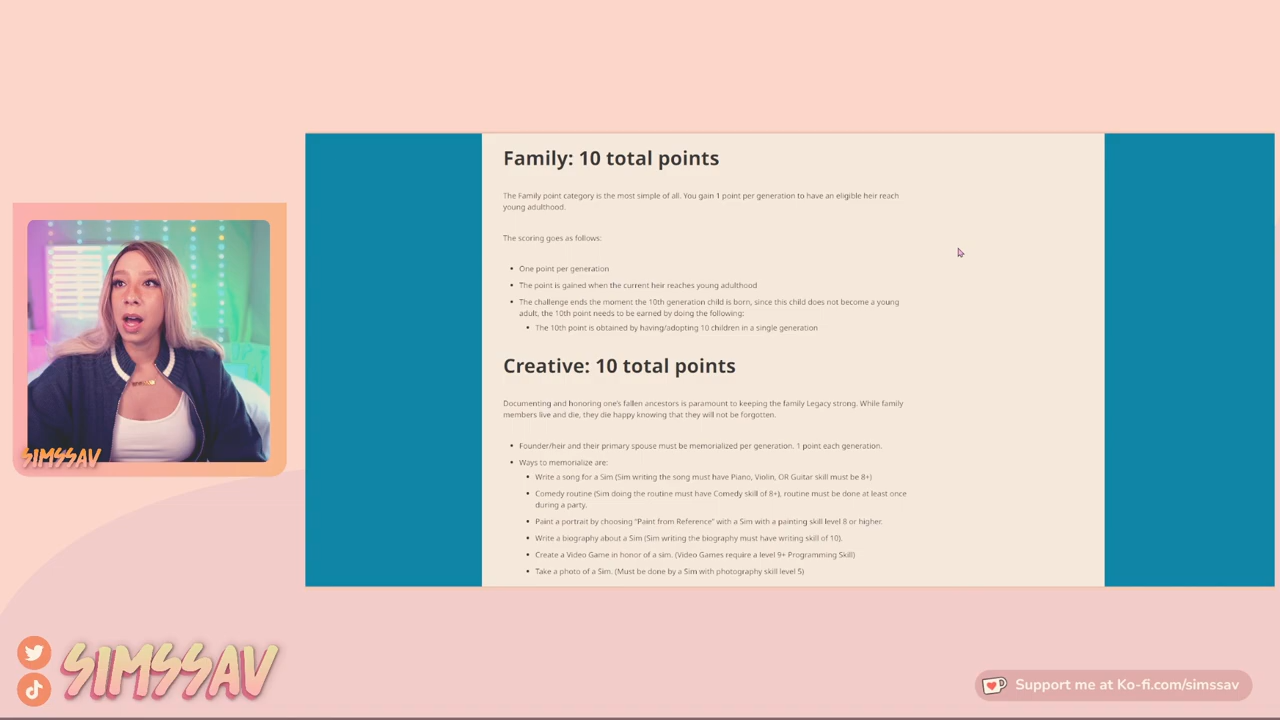 Family: 10 total points
The Family point category is the most simple of all. You gain 1 point per generation to have an eligible heir reach
young adulthood.
The scoring goes as follows:
• One point per generation
• The point is gained when the current heir reaches young adulthood
• The challenge ends the moment the 10th generation child is born, since this child does not become a young
adult, the 10th point needs to be earned by doing the following:
• The 10th point is obtained by having/adopting 10 children in a single generation
Creative: 10 total points
Documenting and honoring one's fallen ancestors is paramount to keeping the family Legacy strong. While family
members live and die, they die happy knowing that they will not be forgotten.
• Founder/heir and their primary spouse must be memorialized per generation. 1 point each generation.
• Ways to memorialize are:
• Write a song for a Sim (Sim writing the song must have Piano, Violin, OR Guitar skill must be 8+)
• Comedy routine (Sim doing the routine must have Comedy skill of 8+), routine must be done at least once
during a party.
• Paint a portrait by choosing "Paint from Reference" with a Sim with a painting skill level 8 or higher.
• Write a biography about a Sim (Sim writing the biography must have writing skill of 10).
• Create a Video Game in honor of a sim. (Video Games require a level 9+ Programming Skill)
• Take a photo of a Sim. (Must be done by a Sim with photography skill level 5)
SIMSSAV
SIMSSAV
Support me at Ko-fi.com/simssav